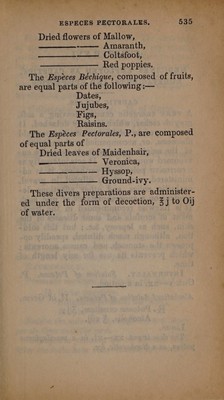 ESPECES PECTORALES. 535
Dried flowers of Mallow,
——— Amaranth,
——— Coltsfoot,
——— Red poppies.
The Espèces Béchique, composed of fruits,
are equal parts of the following:—
Dates,
Jujubes,
Figs,
Raisins.
The Espèces Pectorales, P., are composed
of equal parts of
Dried leaves of Maidenhair,
——— Veronica,
——— Hyssop,
——— Ground-ivy.
These divers preparations are administer-
ed under the form of decoction, ℥j to Oij
of water.